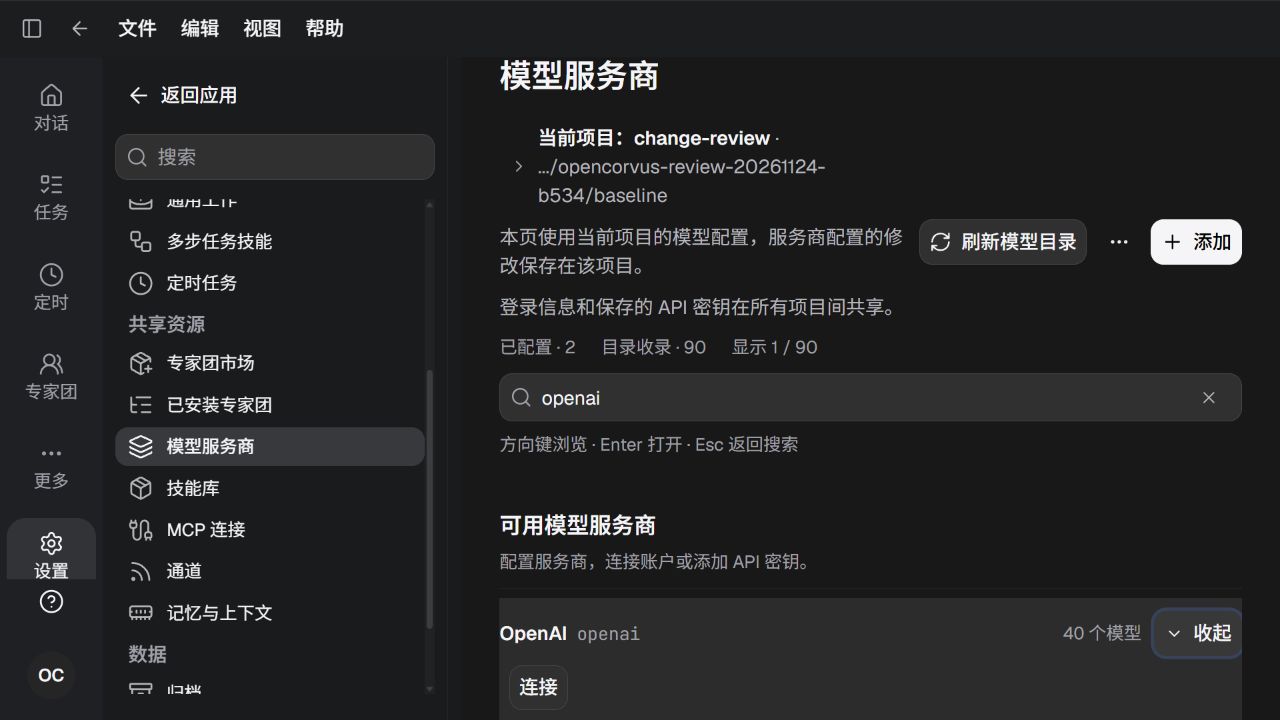 文件 编辑 视图 帮助
对话
任务
定时
专家团
更多
设置
OC
返回应用
搜索
通用工作
多步任务技能
定时任务
共享资源
专家团市场
已安装专家团
模型服务商
技能库
MCP 连接
通道
记忆与上下文
数据
归档
模型服务商
当前项目：change-review ·
.../opencorvus-review-20261124-
b534/baseline
本页使用当前项目的模型配置，服务商配置的修
改保存在该项目。
刷新模型目录
添加
登录信息和保存的 API 密钥在所有项目间共享。
已配置 · 2 目录收录 · 90 显示 1 / 90
openai
方向键浏览 · Enter 打开 · Esc 返回搜索
可用模型服务商
配置服务商，连接账户或添加 API 密钥。
OpenAI openai 40 个模型 收起
连接